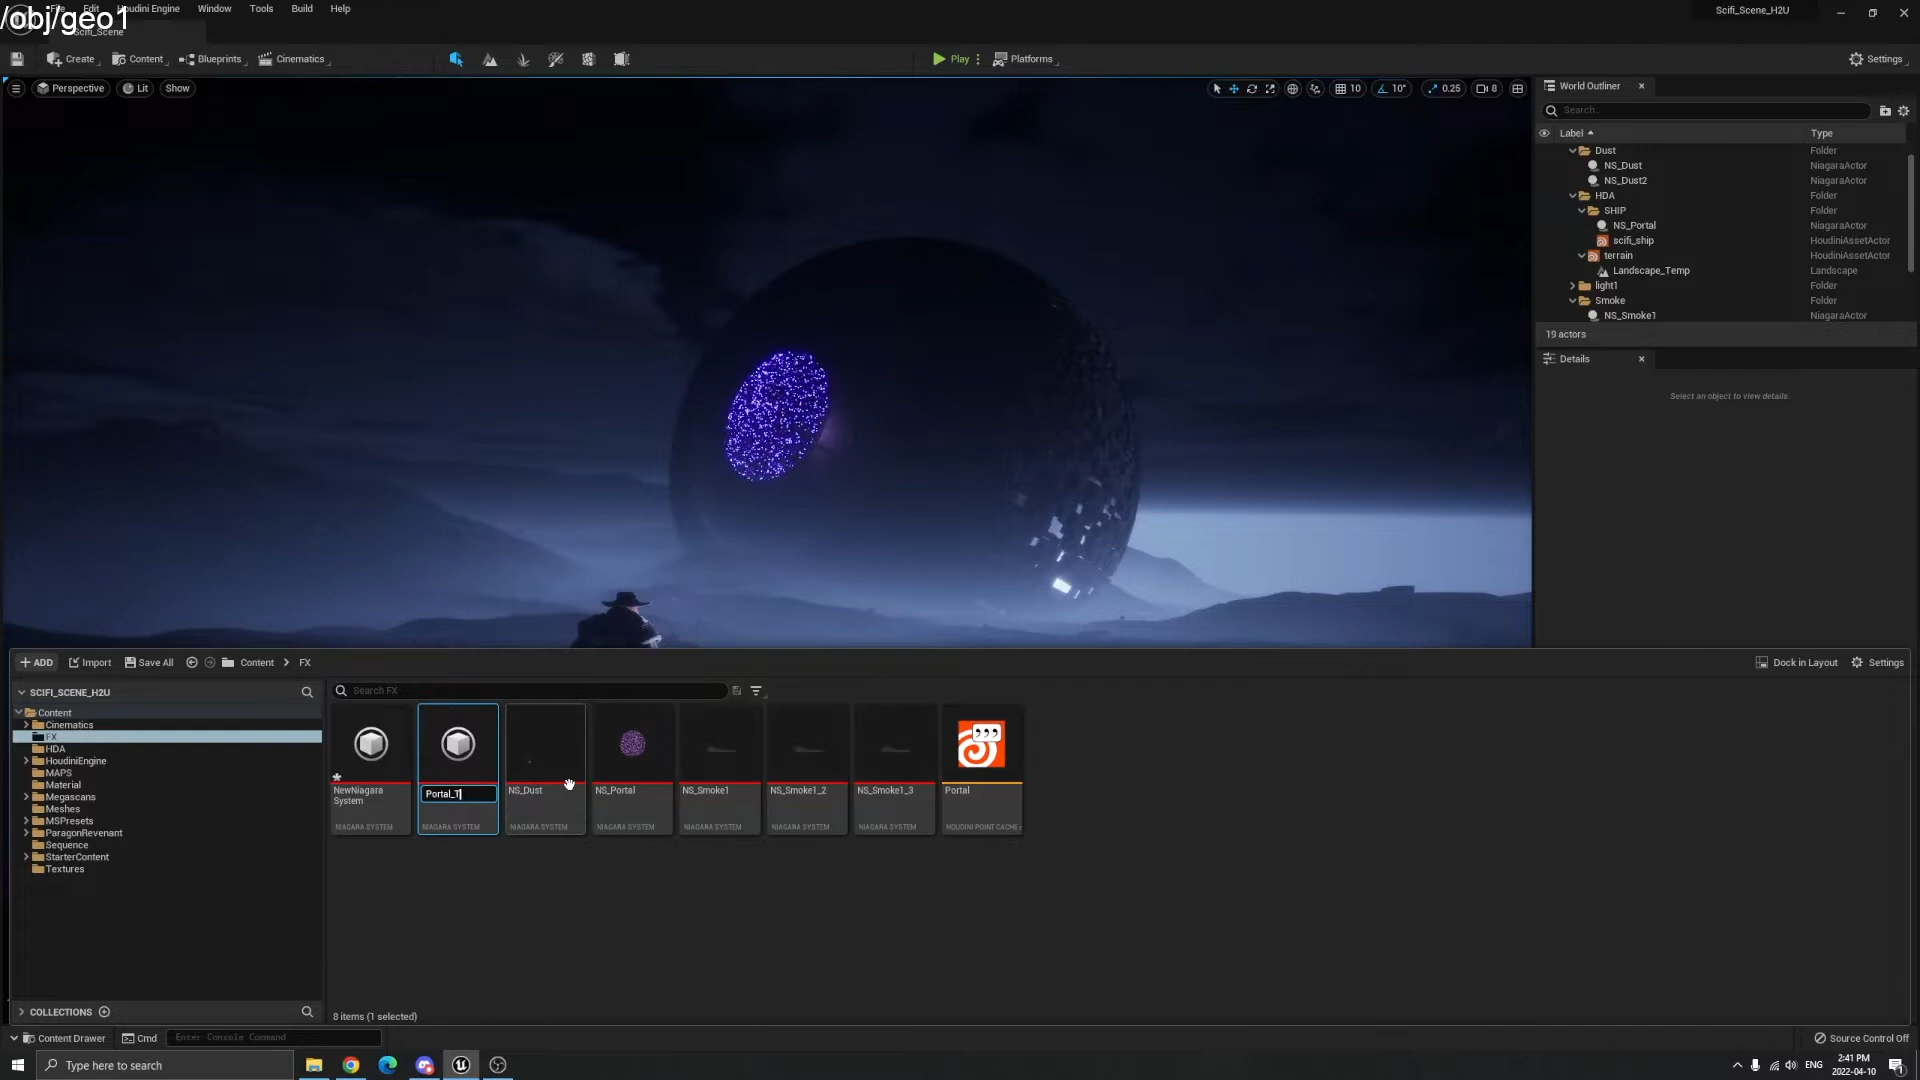 /obj/geo1
File Edit Houdini Engine Window Tools Build Help
Scifi_Scene_H2U
Scifi_Scene
Create Content Blueprints Cinematics Play Platforms Settings
Perspective Lit Show
10 10° 0.25 8
World Outliner
Search...
Label Type
Dust Folder
NS_Dust NiagaraActor
NS_Dust2 NiagaraActor
HDA Folder
SHIP Folder
NS_Portal NiagaraActor
scifi_ship HoudiniAssetActor
terrain HoudiniAssetActor
Landscape_Temp Landscape
light1 Folder
Smoke Folder
NS_Smoke1 NiagaraActor
19 actors
Details
Select an object to view details.
ADD Import Save All Content FX Dock in Layout Settings
SCIFI_SCENE_H2U
Search FX
Content
Cinematics
FX
HDA
HoudiniEngine
MAPS
Material
Megascans
Meshes
MSPresets
ParagonRevenant
Sequence
StarterContent
Textures
NewNiagara
System
NIAGARA SYSTEM
Portal_T
NIAGARA SYSTEM
NS_Dust
NIAGARA SYSTEM
NS_Portal
NIAGARA SYSTEM
NS_Smoke1
NIAGARA SYSTEM
NS_Smoke1_2
NIAGARA SYSTEM
NS_Smoke1_3
NIAGARA SYSTEM
Portal
HOUDINI POINT CACHE
COLLECTIONS
8 items (1 selected)
Content Drawer Cmd Enter Console Command Source Control Off
Type here to search
ENG
2:41 PM
2022-04-10